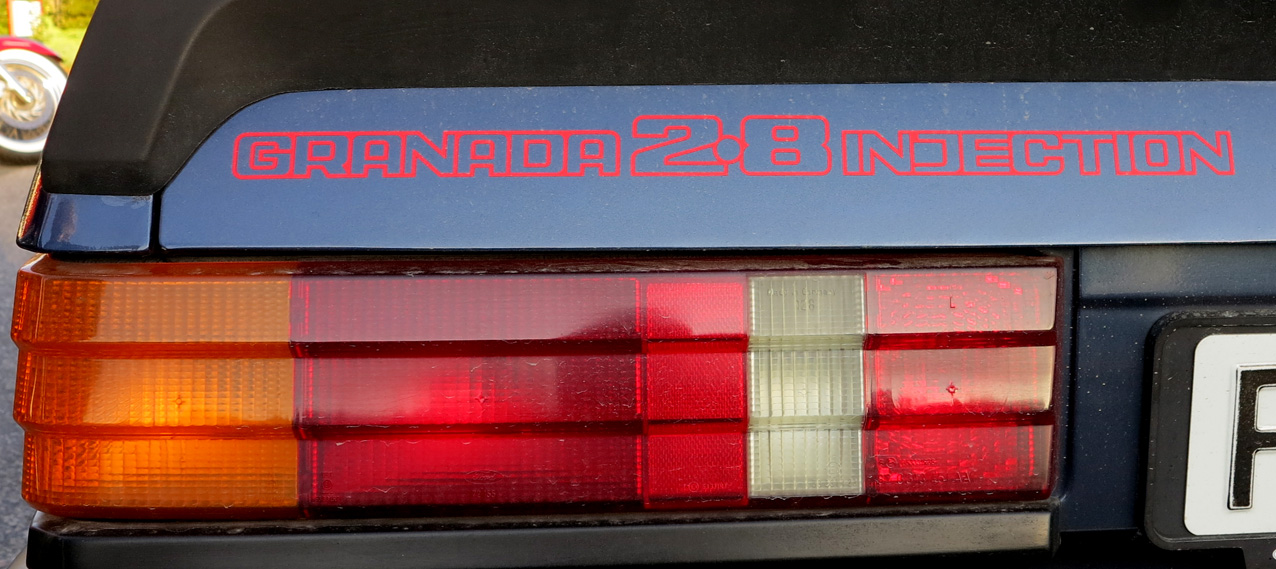 GRANADA 2.8 INJECTION
L